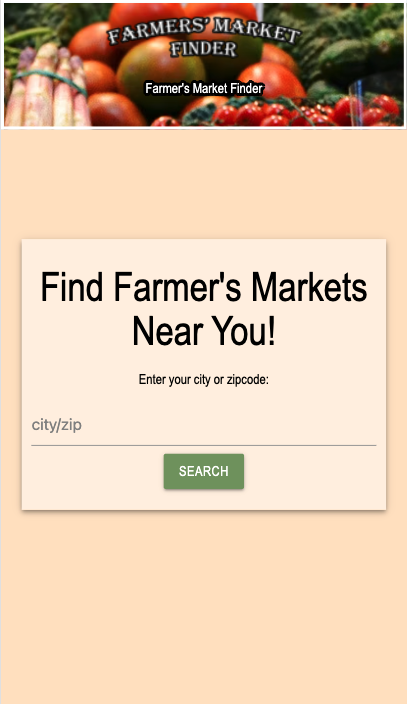 FARMERS' MARKET
FINDER
Farmer's Market Finder
Find Farmer's Markets
Near You!
Enter your city or zipcode:
city/zip
SEARCH